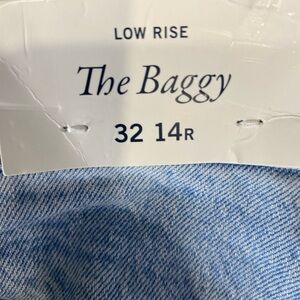 LOW RISE
The Baggy
32 14R